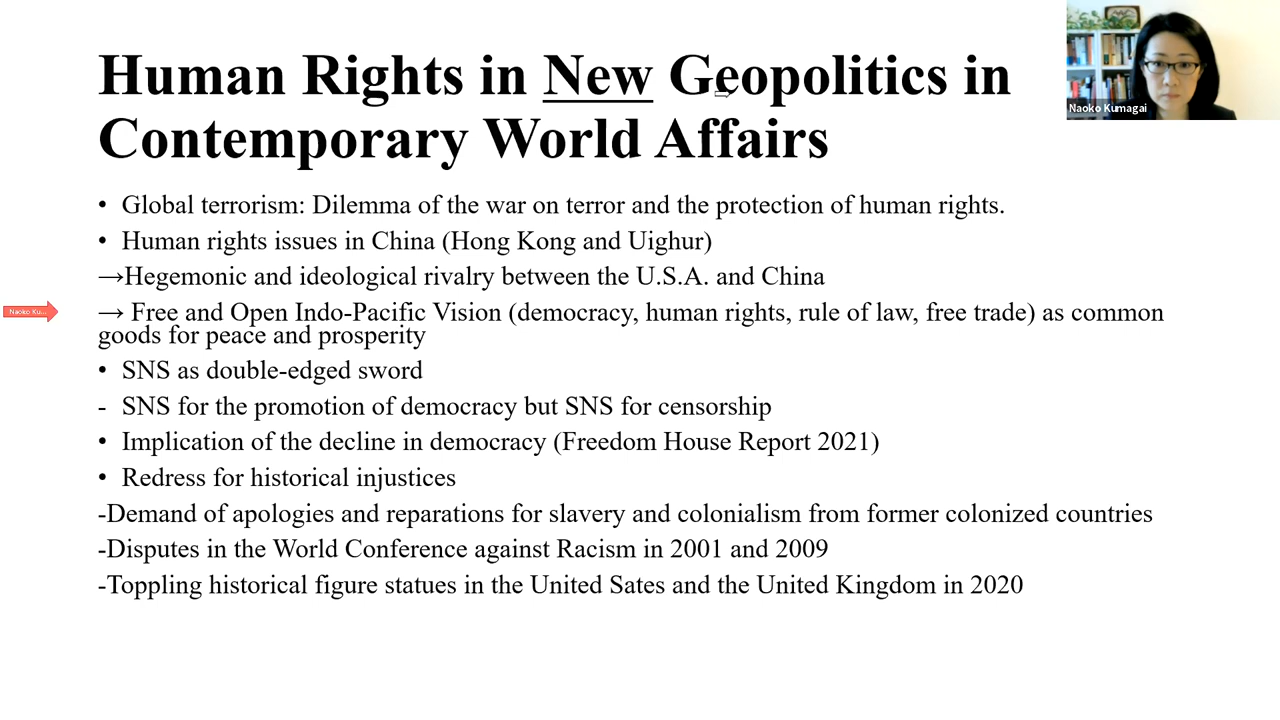 Human Rights in New Geopolitics in
Contemporary World Affairs
Naoko Kumagai
• Global terrorism: Dilemma of the war on terror and the protection of human rights.
• Human rights issues in China (Hong Kong and Uighur)
→Hegemonic and ideological rivalry between the U.S.A. and China
Naoko Ku...
→ Free and Open Indo-Pacific Vision (democracy, human rights, rule of law, free trade) as common
goods for peace and prosperity
• SNS as double-edged sword
- SNS for the promotion of democracy but SNS for censorship
• Implication of the decline in democracy (Freedom House Report 2021)
• Redress for historical injustices
-Demand of apologies and reparations for slavery and colonialism from former colonized countries
-Disputes in the World Conference against Racism in 2001 and 2009
-Toppling historical figure statues in the United Sates and the United Kingdom in 2020